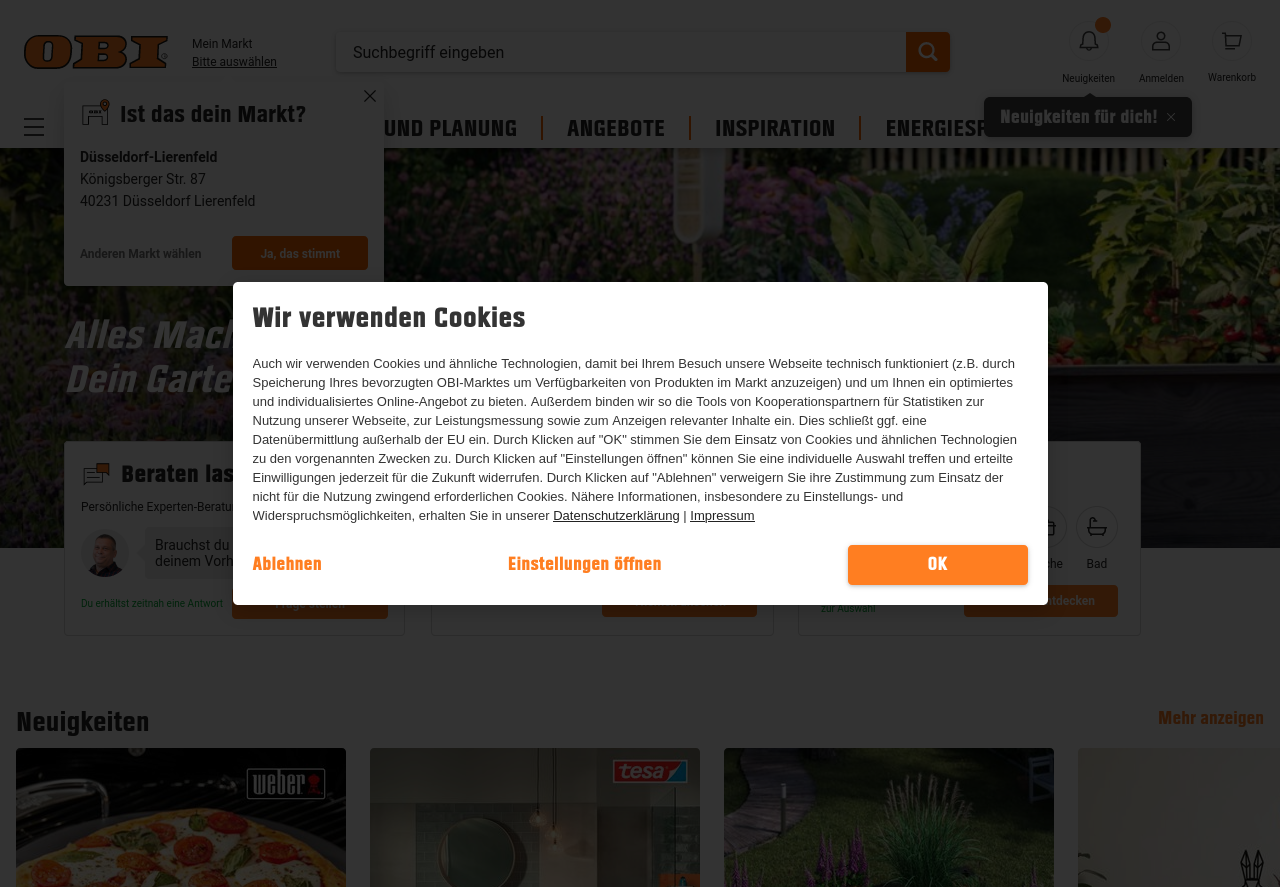 OBI
Mein Markt
Bitte auswählen
Suchbegriff eingeben
Neuigkeiten
Anmelden
Warenkorb
Ist das dein Markt?
UND PLANUNG
ANGEBOTE
INSPIRATION
Neuigkeiten für dich!
Düsseldorf-Lierenfeld
Königsberger Str. 87
40231 Düsseldorf Lierenfeld
Anderen Markt wählen
Ja, das stimmt
Alles
Dein
Wir verwenden Cookies
Auch wir verwenden Cookies und ähnliche Technologien, damit bei Ihrem Besuch unsere Webseite technisch funktioniert (z.B. durch
Speicherung Ihres bevorzugten OBI-Marktes um Verfügbarkeiten von Produkten im Markt anzuzeigen) und um Ihnen ein optimiertes
und individualisiertes Online-Angebot zu bieten. Außerdem binden wir so die Tools von Kooperationspartnern für Statistiken zur
Nutzung unserer Webseite, zur Leistungsmessung sowie zum Anzeigen relevanter Inhalte ein. Dies schließt ggf. eine
Datenübermittlung außerhalb der EU ein. Durch Klicken auf "OK" stimmen Sie dem Einsatz von Cookies und ähnlichen Technologien
zu den vorgenannten Zwecken zu. Durch Klicken auf "Einstellungen öffnen" können Sie eine individuelle Auswahl treffen und erteilte
Einwilligungen jederzeit für die Zukunft widerrufen. Durch Klicken auf "Ablehnen" verweigern Sie ihre Zustimmung zum Einsatz der
nicht für die Nutzung zwingend erforderlichen Cookies. Nähere Informationen, insbesondere zu Einstellungs- und
Widerspruchsmöglichkeiten, erhalten Sie in unserer Datenschutzerklärung | Impressum
Ablehnen
Einstellungen öffnen
OK
Beraten
Persönliche
Brauchst du
deinem
Du erhältst zeitnah eine Antwort
Bad
zur Auswahl
Neuigkeiten
Mehr anzeigen
weber
tesa